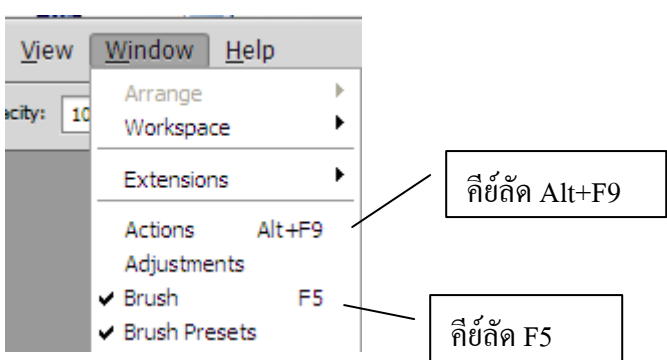 View Window Help
acity: 10
Arrange
Workspace
Extensions
Actions Alt+F9
Adjustments
Brush F5
Brush Presets
คีย์ลัด Alt+F9
คีย์ลัด F5